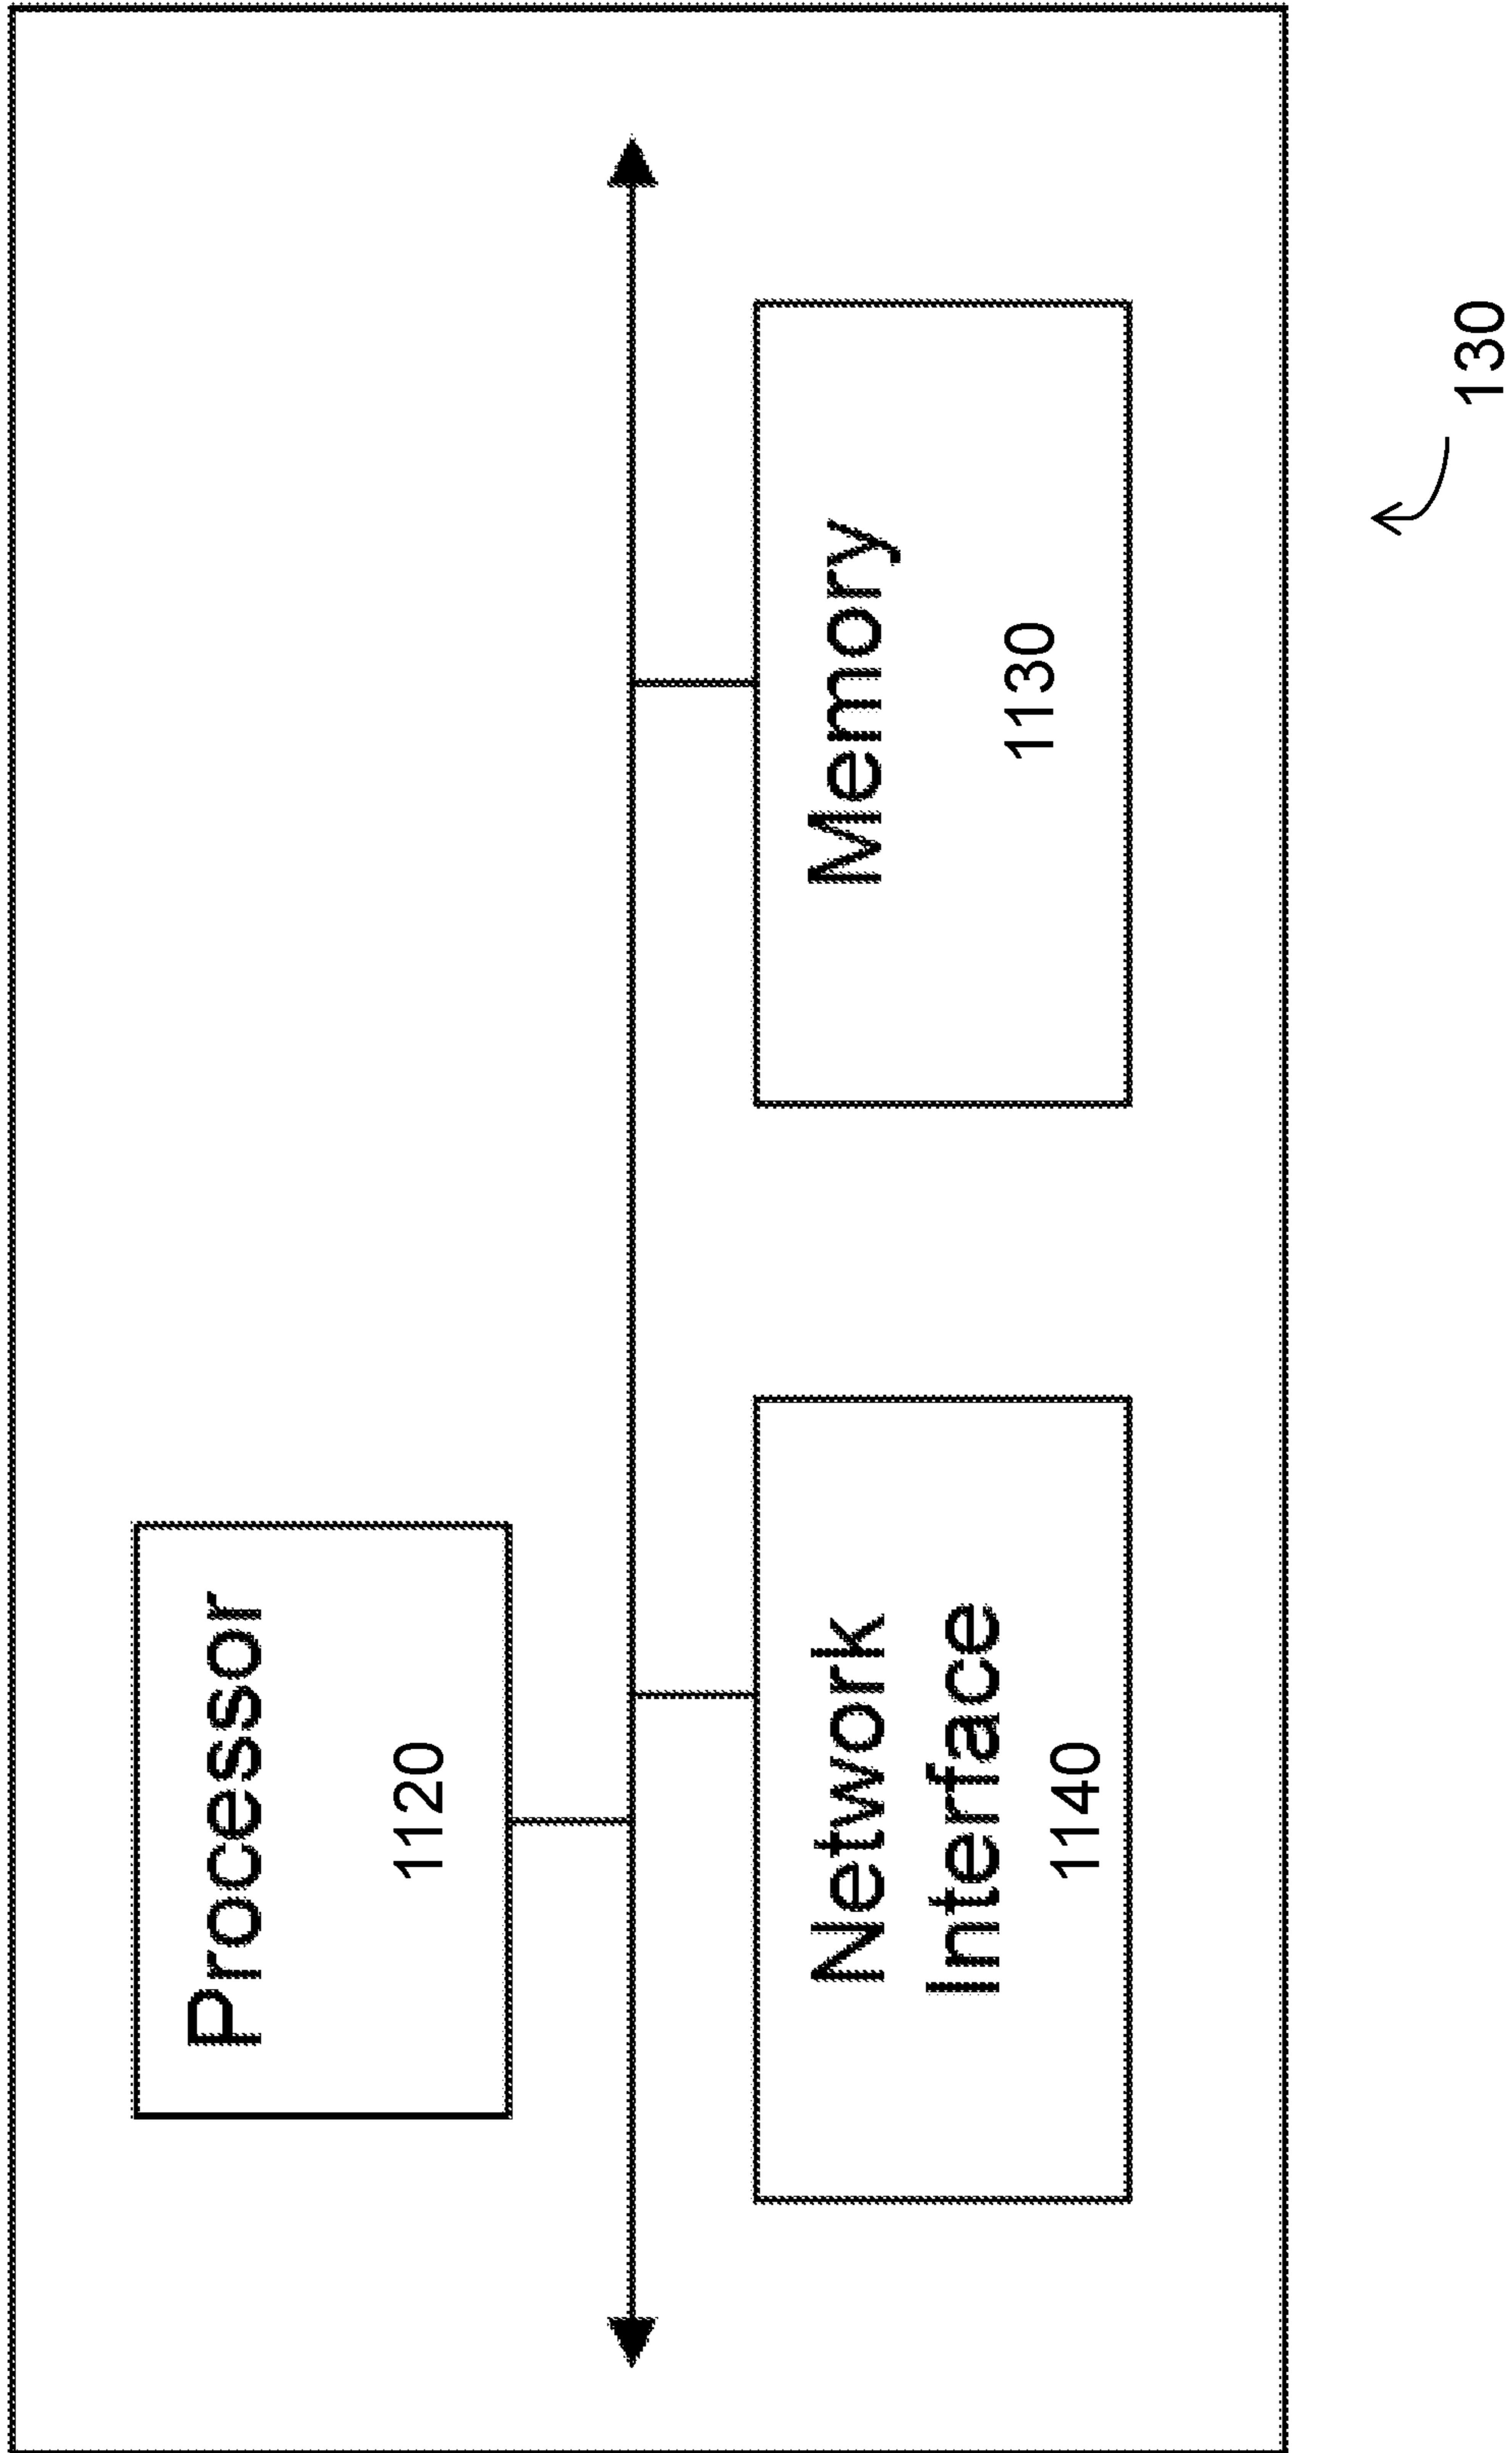 Processor
1120
Network
Interface
1140
Memory
1130
130